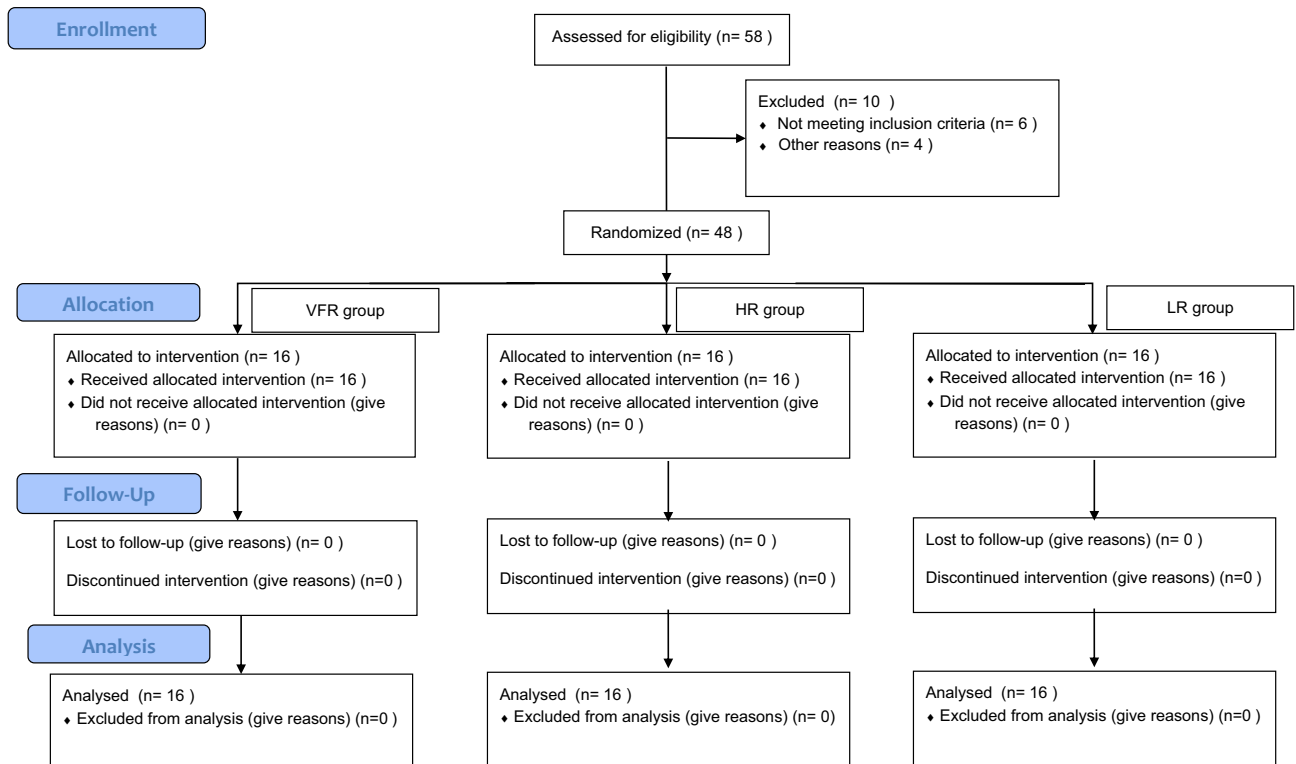 Enrollment
Assessed for eligibility (n= 58 )
Excluded (n= 10 )
♦ Not meeting inclusion criteria (n= 6 )
♦ Other reasons (n= 4 )
Randomized (n= 48 )
Allocation
VFR group
HR group
LR group
Allocated to intervention (n= 16 )
♦ Received allocated intervention (n= 16 )
♦ Did not receive allocated intervention (give
reasons) (n= 0 )
Allocated to intervention (n= 16 )
♦ Received allocated intervention (n= 16 )
♦ Did not receive allocated intervention (give
reasons) (n= 0 )
Allocated to intervention (n= 16 )
♦ Received allocated intervention (n= 16 )
♦ Did not receive allocated intervention (give
reasons) (n= 0 )
Follow-Up
Lost to follow-up (give reasons) (n= 0 )
Discontinued intervention (give reasons) (n=0 )
Lost to follow-up (give reasons) (n= 0 )
Discontinued intervention (give reasons) (n=0 )
Lost to follow-up (give reasons) (n= 0 )
Discontinued intervention (give reasons) (n=0 )
Analysis
Analysed (n= 16 )
♦ Excluded from analysis (give reasons) (n=0 )
Analysed (n= 16 )
♦ Excluded from analysis (give reasons) (n= 0)
Analysed (n= 16 )
♦ Excluded from analysis (give reasons) (n=0 )